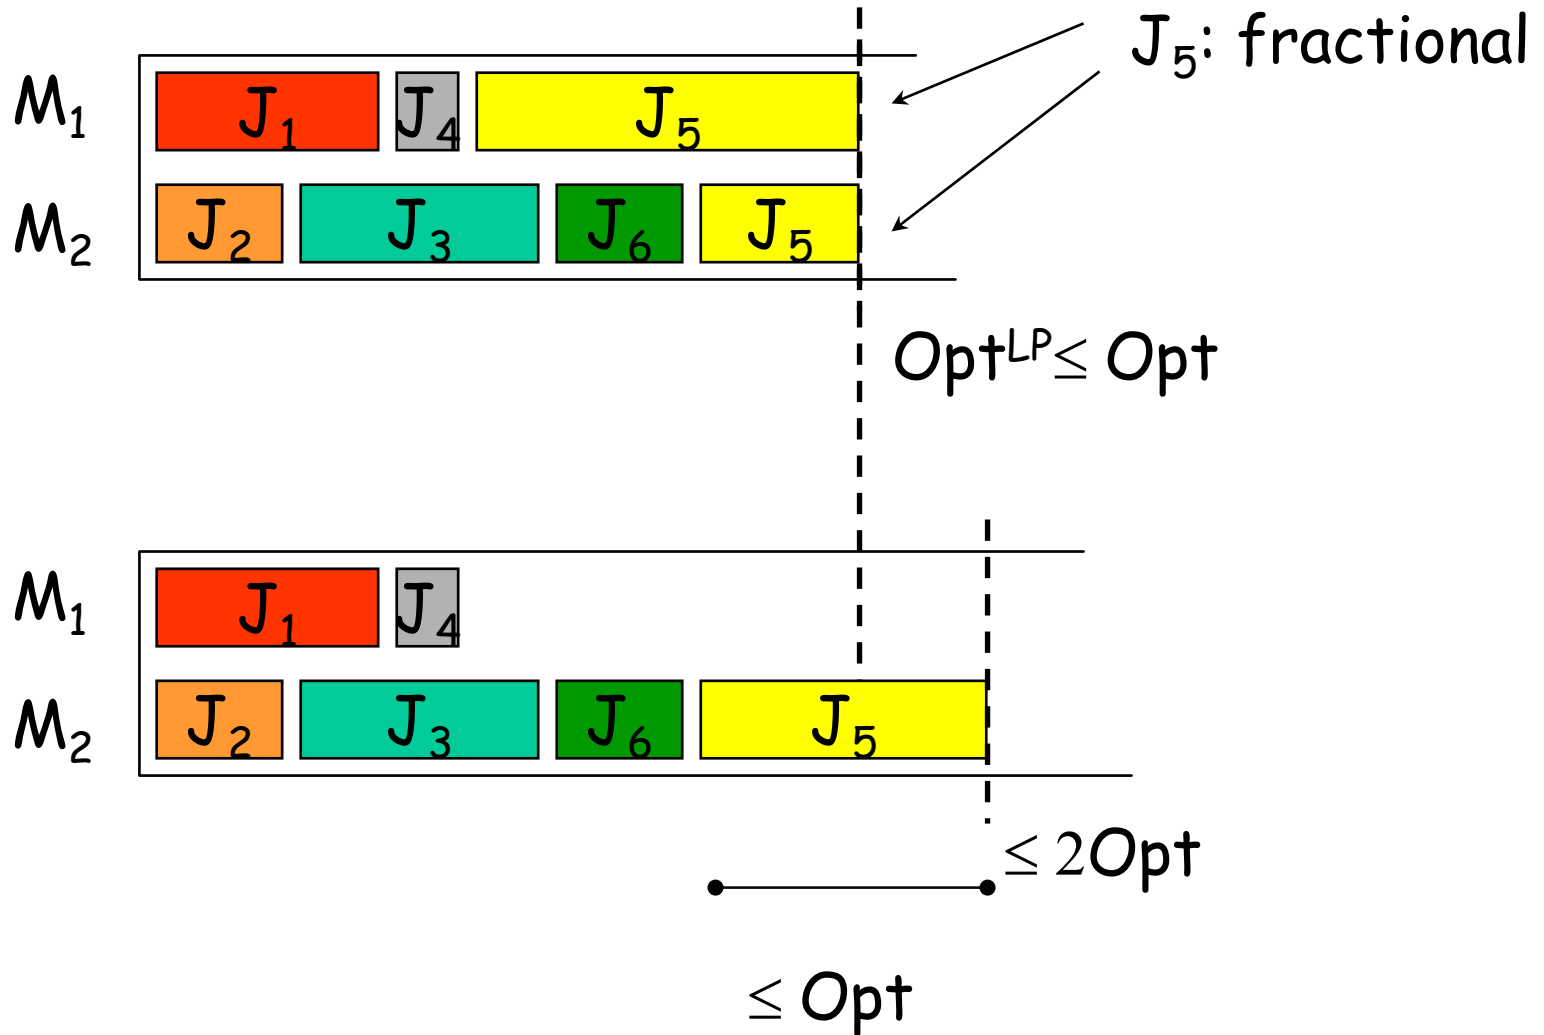 J₅: fractional
M₁ J₁ J₄ J₅
M₂ J₂ J₃ J₆ J₅
Optᴸᴾ ≤ Opt
M₁ J₁ J₄
M₂ J₂ J₃ J₆ J₅
≤ 2Opt
≤ Opt